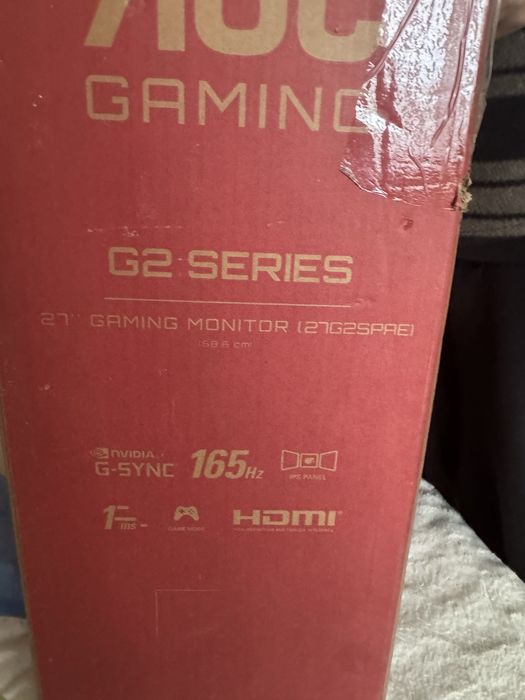 AOC
GAMING
G2 SERIES
27" GAMING MONITOR (27G2SPAE)
(68.6 cm)
NVIDIA.
G-SYNC
165Hz
IPS PANEL
1ms
GAME MODE
HDMI